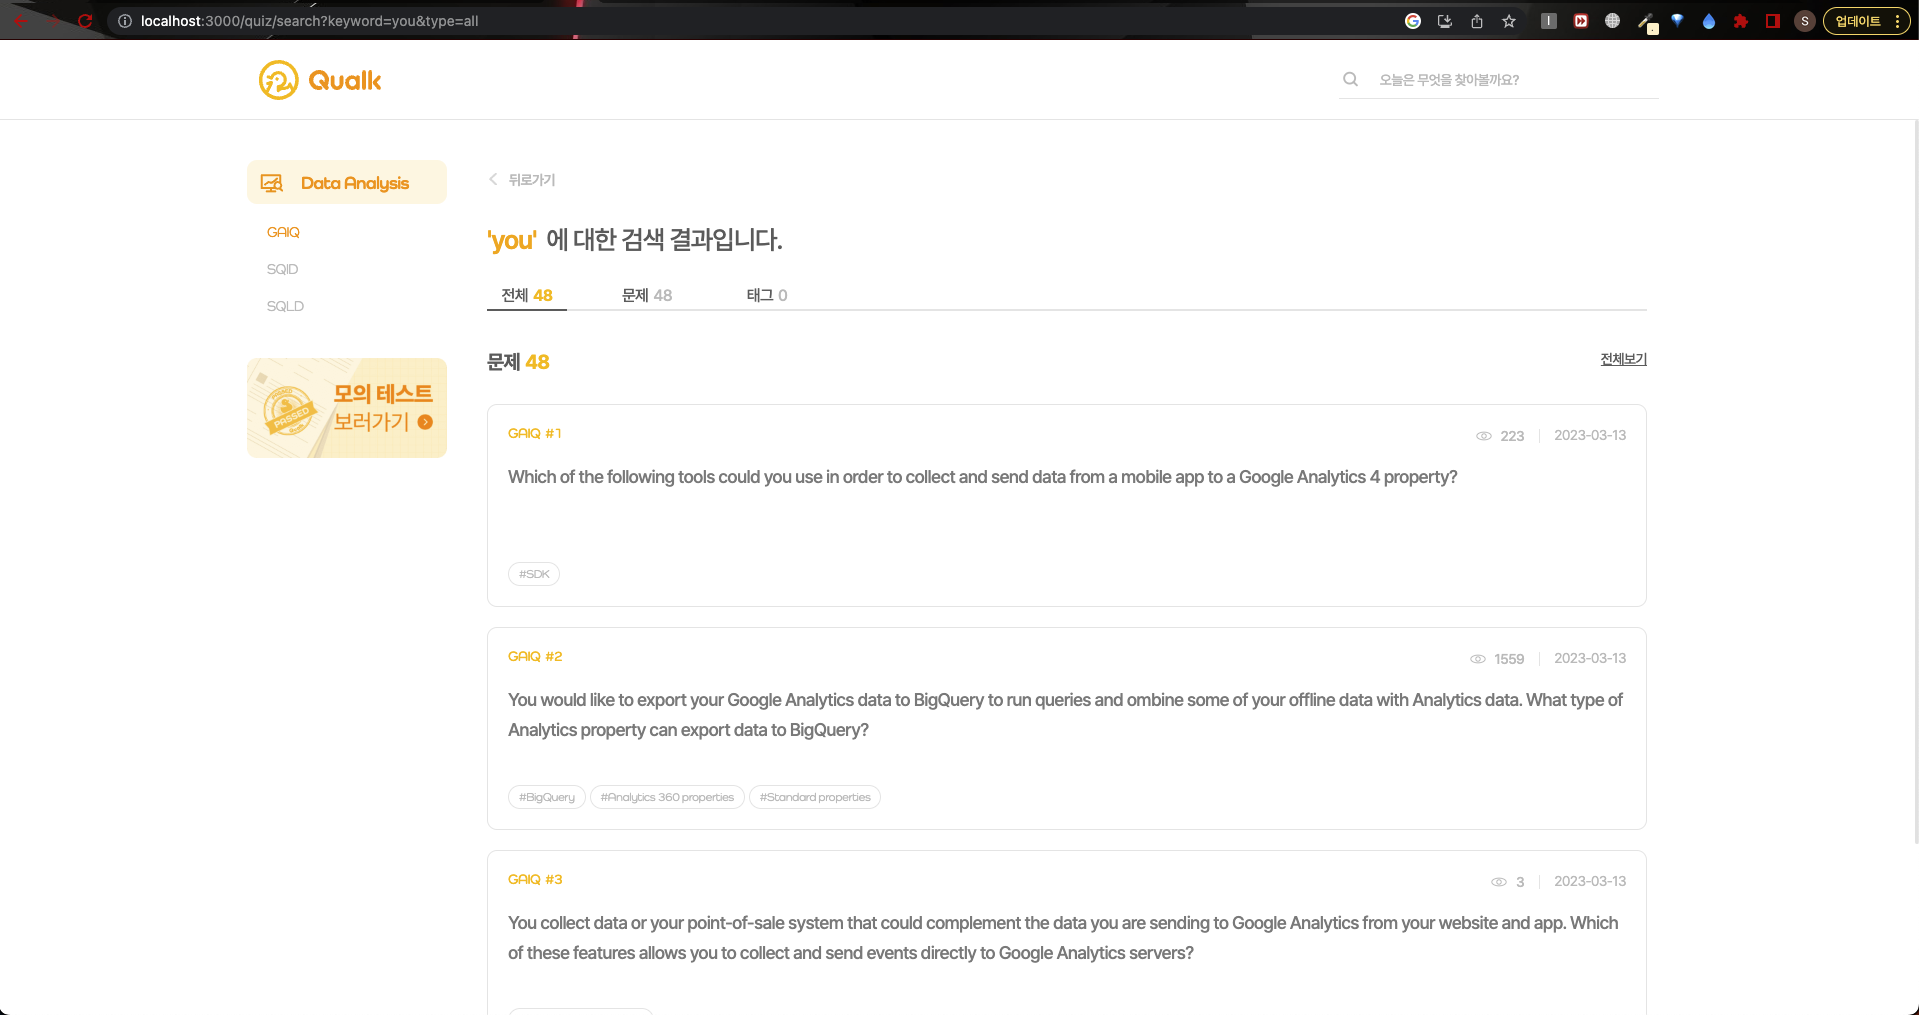 localhost:3000/quiz/search?keyword=you&type=all
S
업데이트
Qualk
오늘은 무엇을 찾아볼까요?
Data Analysis
GAIQ
SQID
SQLD
PASSED
모의 테스트
보러가기
뒤로가기
'you' 에 대한 검색 결과입니다.
전체 48 문제 48 태그 0
문제 48
전체보기
GAIQ #1
223 2023-03-13
Which of the following tools could you use in order to collect and send data from a mobile app to a Google Analytics 4 property?
#SDK
GAIQ #2
1559 2023-03-13
You would like to export your Google Analytics data to BigQuery to run queries and ombine some of your offline data with Analytics data. What type of
Analytics property can export data to BigQuery?
#BigQuery #Analytics 360 properties #Standard properties
GAIQ #3
3 2023-03-13
You collect data or your point-of-sale system that could complement the data you are sending to Google Analytics from your website and app. Which
of these features allows you to collect and send events directly to Google Analytics servers?